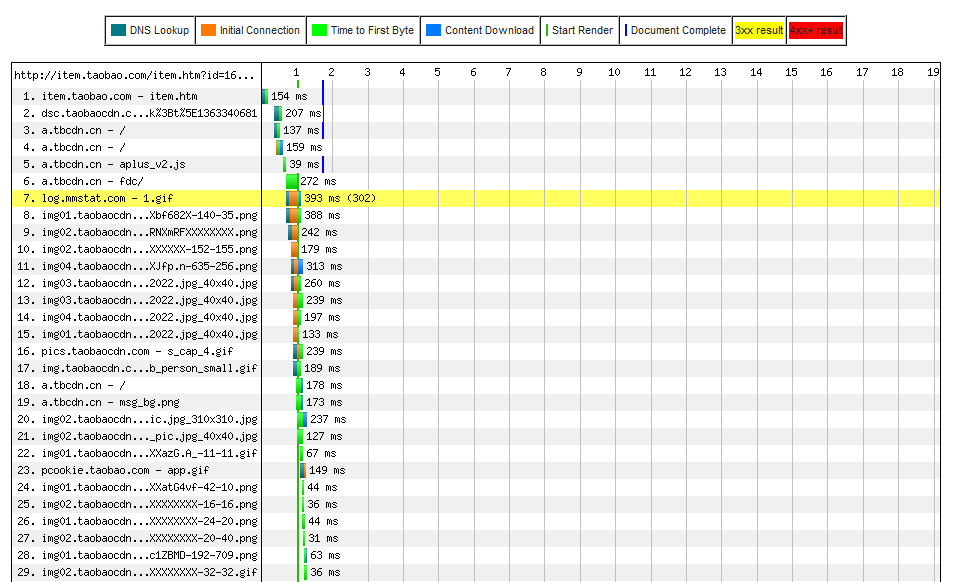 DNS Lookup Initial Connection Time to First Byte Content Download Start Render Document Complete 3xx result 4xx+ result
http://item.taobao.com/item.htm?id=16... 1 2 3 4 5 6 7 8 9 10 11 12 13 14 15 16 17 18 19
1. item.taobao.com - item.htm 154 ms
2. dsc.taobaocdn.c...k%3Bt%5E1363340681 207 ms
3. a.tbcdn.cn - / 137 ms
4. a.tbcdn.cn - / 159 ms
5. a.tbcdn.cn - aplus_v2.js 39 ms
6. a.tbcdn.cn - fdc/ 272 ms
7. log.mmstat.com - 1.gif 393 ms (302)
8. img01.taobaocdn...Xbf682X-140-35.png 388 ms
9. img02.taobaocdn...RNXmRFXXXXXXXX.png 242 ms
10. img02.taobaocdn...XXXXXX-152-155.png 179 ms
11. img04.taobaocdn...XJfp.n-635-256.png 313 ms
12. img03.taobaocdn...2022.jpg_40x40.jpg 260 ms
13. img03.taobaocdn...2022.jpg_40x40.jpg 239 ms
14. img04.taobaocdn...2022.jpg_40x40.jpg 197 ms
15. img01.taobaocdn...2022.jpg_40x40.jpg 133 ms
16. pics.taobaocdn.com - s_cap_4.gif 239 ms
17. img.taobaocdn.c...b_person_small.gif 189 ms
18. a.tbcdn.cn - / 178 ms
19. a.tbcdn.cn - msg_bg.png 173 ms
20. img02.taobaocdn...ic.jpg_310x310.jpg 237 ms
21. img02.taobaocdn..._pic.jpg_40x40.jpg 127 ms
22. img01.taobaocdn...XXazG.A_-11-11.gif 67 ms
23. pcookie.taobao.com - app.gif 149 ms
24. img01.taobaocdn...XXatG4vf-42-10.png 44 ms
25. img02.taobaocdn...XXXXXXXX-16-16.png 36 ms
26. img01.taobaocdn...XXXXXXXX-24-20.png 44 ms
27. img02.taobaocdn...XXXXXXXX-20-40.png 31 ms
28. img01.taobaocdn...c1ZBMD-192-709.png 63 ms
29. img02.taobaocdn...XXXXXXXX-32-32.gif 36 ms